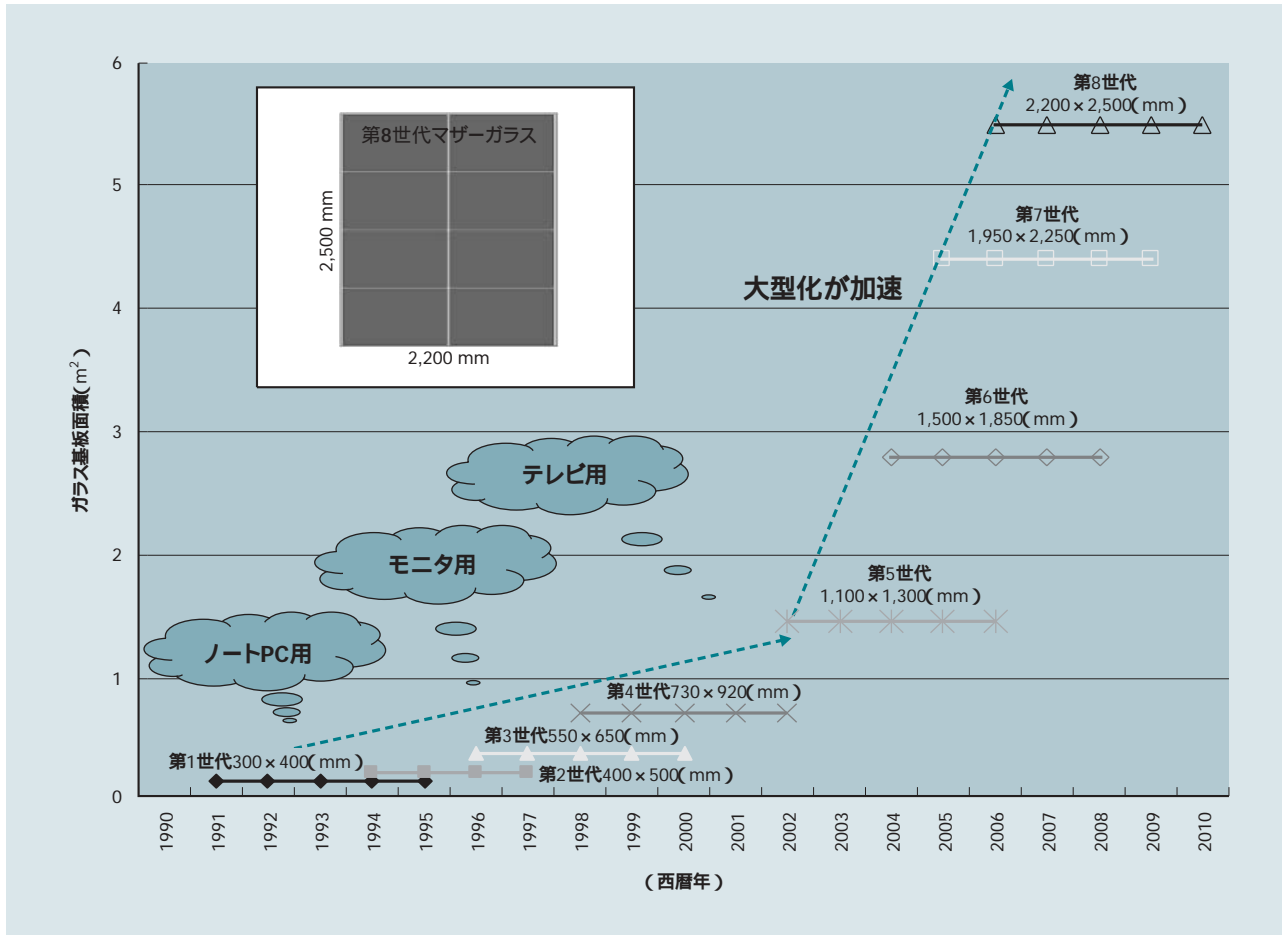 6
5
4
3
2
1
0
ガラス基板面積(m²)
第8世代マザーガラス
2,500 mm
2,200 mm
第8世代
2,200×2,500(mm)
第7世代
1,950×2,250(mm)
大型化が加速
第6世代
1,500×1,850(mm)
テレビ用
モニタ用
第5世代
1,100×1,300(mm)
ノートPC用
第4世代730×920(mm)
第3世代550×650(mm)
第1世代300×400(mm)
第2世代400×500(mm)
1990
1991
1992
1993
1994
1995
1996
1997
1998
1999
2000
2001
2002
2003
2004
2005
2006
2007
2008
2009
2010
(西暦年)